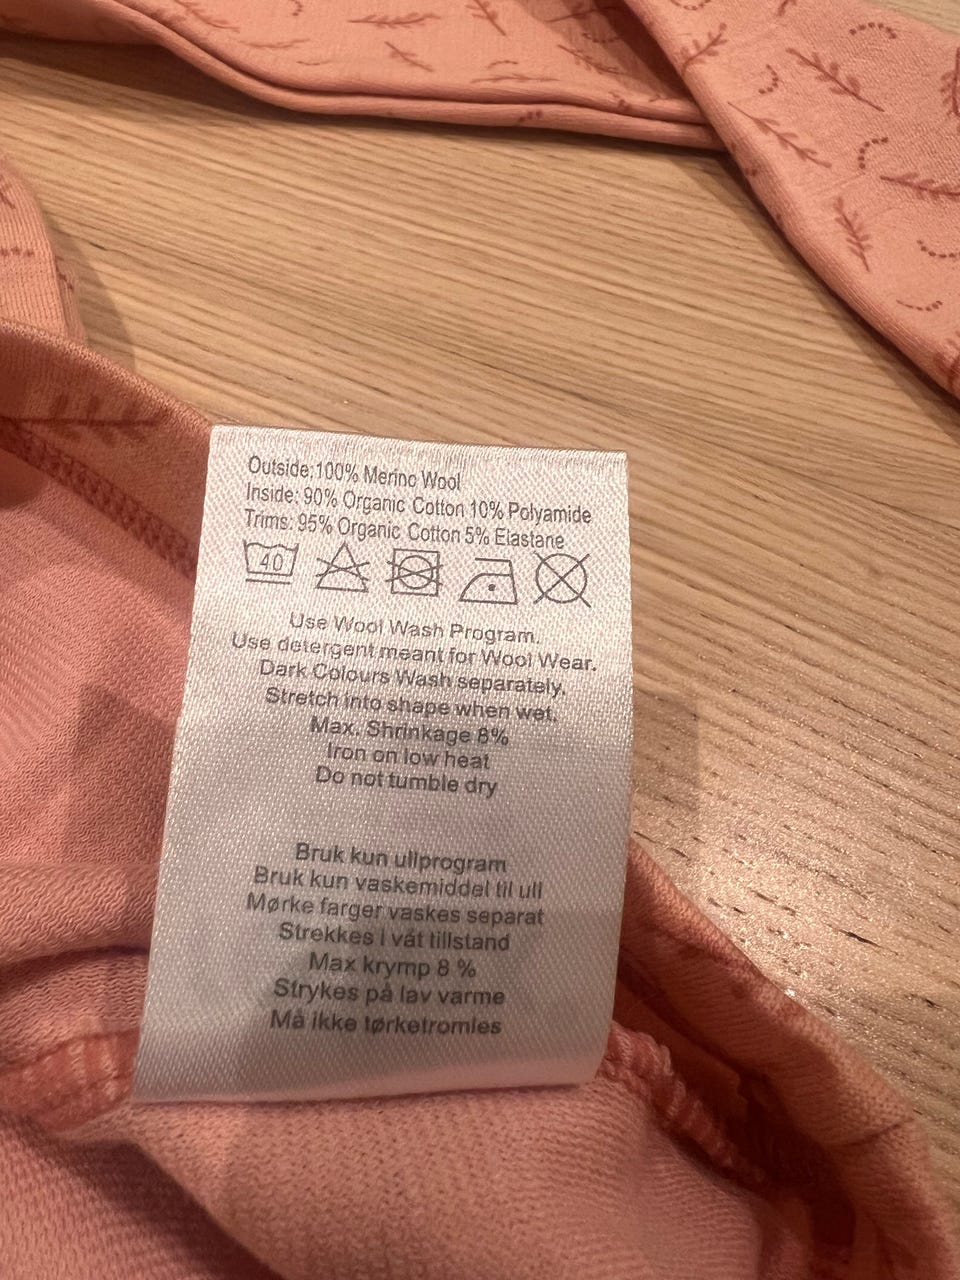 Outside:100% Merino Wool
Inside: 90% Organic Cotton 10% Polyamide
Trims: 95% Organic Cotton 5% Elastane
40
Use Wool Wash Program.
Use detergent meant for Wool Wear.
Dark Colours Wash separately.
Stretch into shape when wet.
Max. Shrinkage 8%
Iron on low heat
Do not tumble dry
Bruk kun ullprogram
Bruk kun vaskemiddel til ull
Mørke farger vaskes separat
Strekkes i våt tillstand
Max krymp 8 %
Strykes på lav varme
Må ikke tørketromles